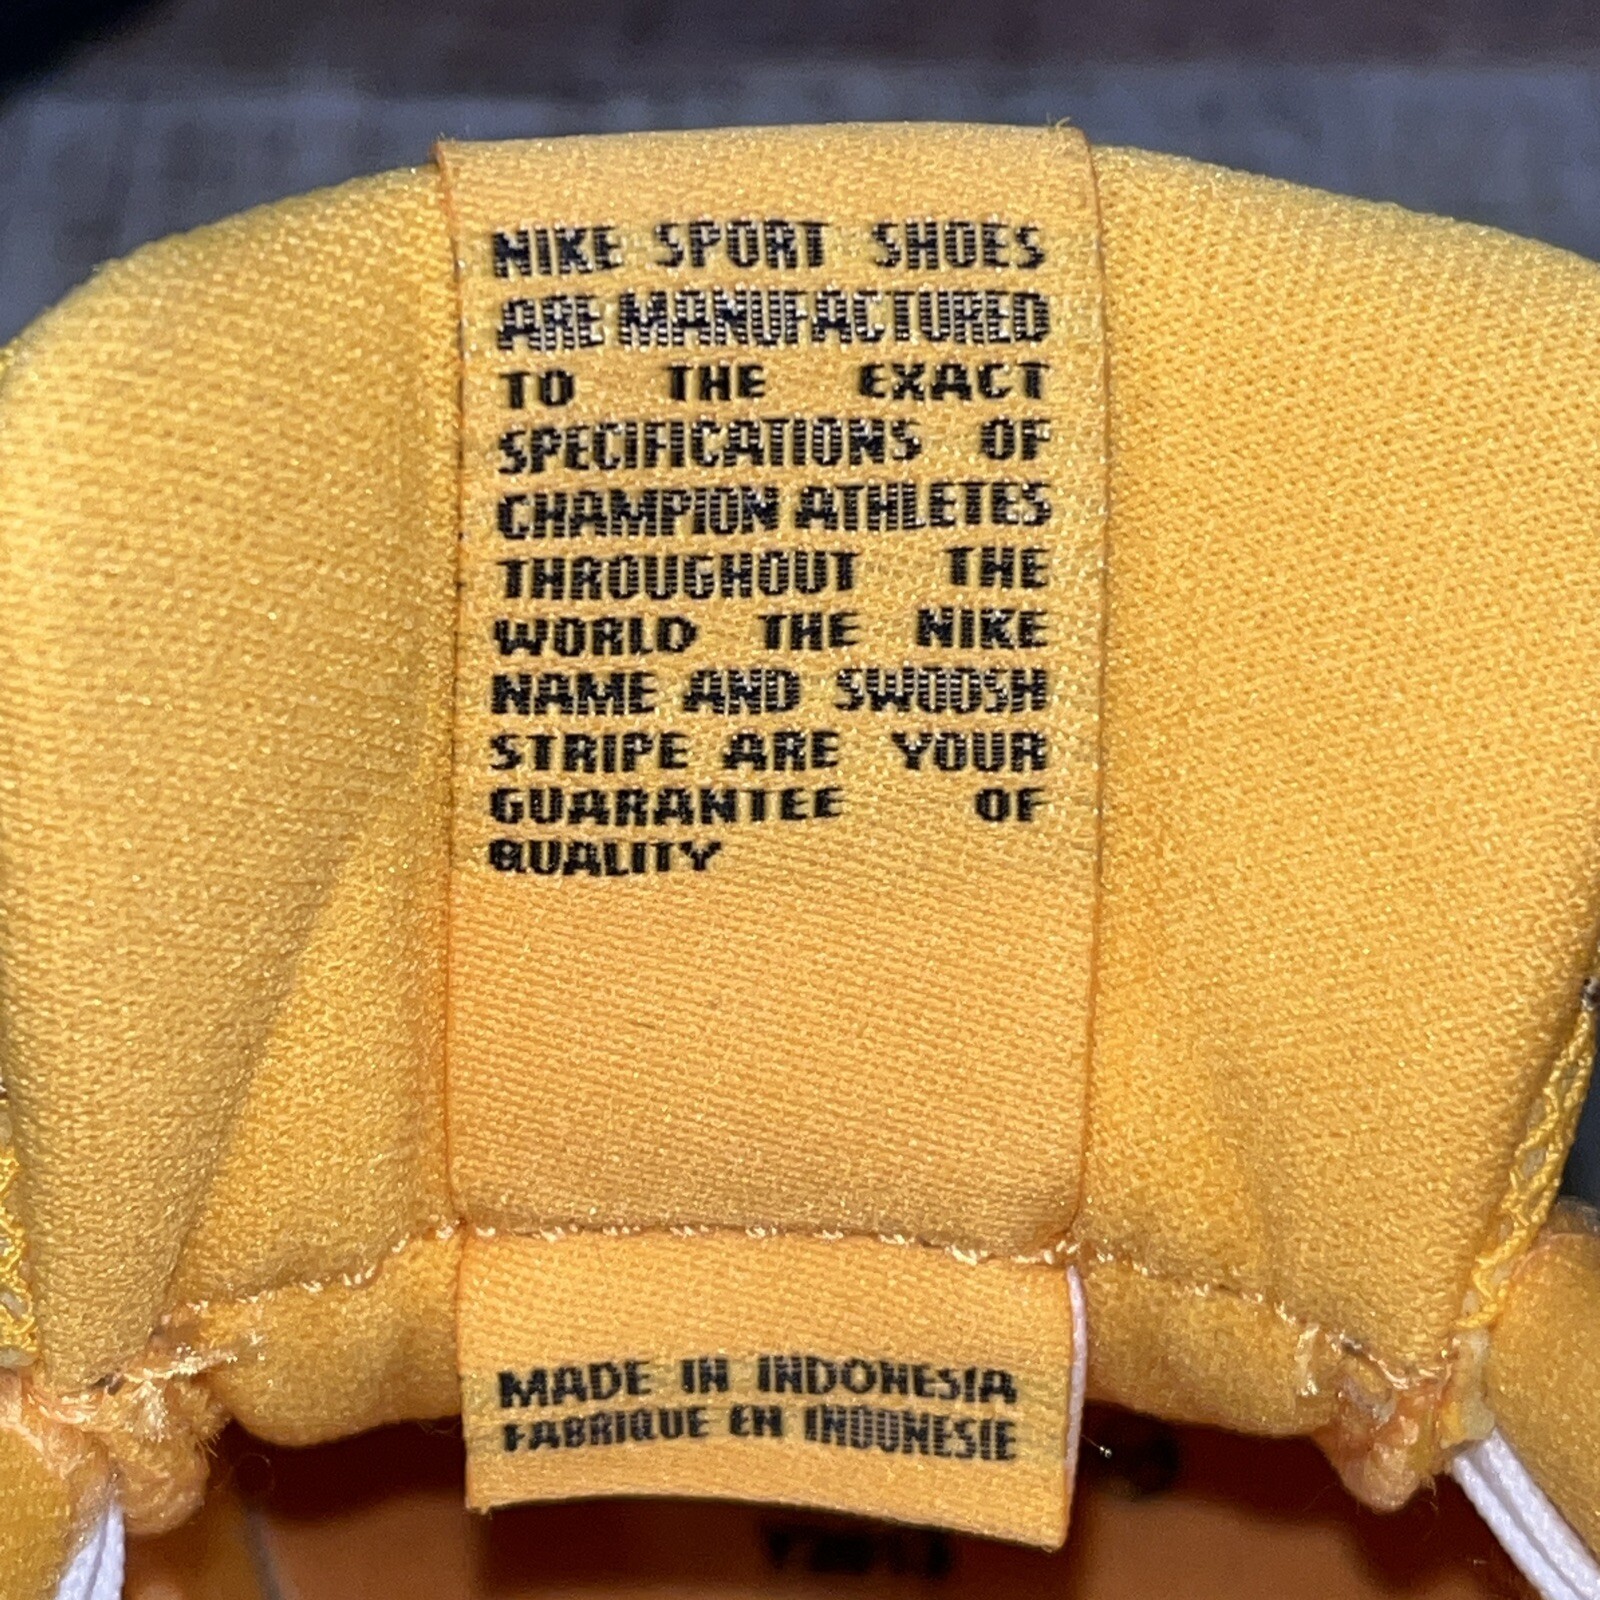 NIKE SPORT SHOES
ARE MANUFACTURED
TO THE EXACT
SPECIFICATIONS OF
CHAMPION ATHLETES
THROUGHOUT THE
WORLD THE NIKE
NAME AND SWOOSH
STRIPE ARE YOUR
GUARANTEE OF
QUALITY
MADE IN INDONESIA
FABRIQUE EN INDONESIE